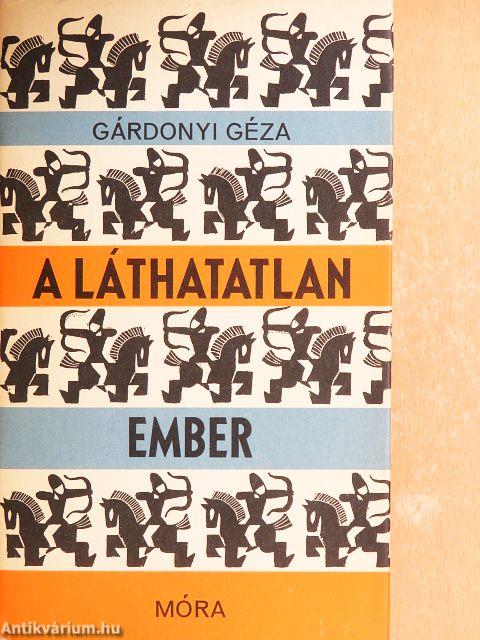 GÁRDONYI GÉZA
A LÁTHATATLAN
EMBER
MÓRA
Antikvárium.hu